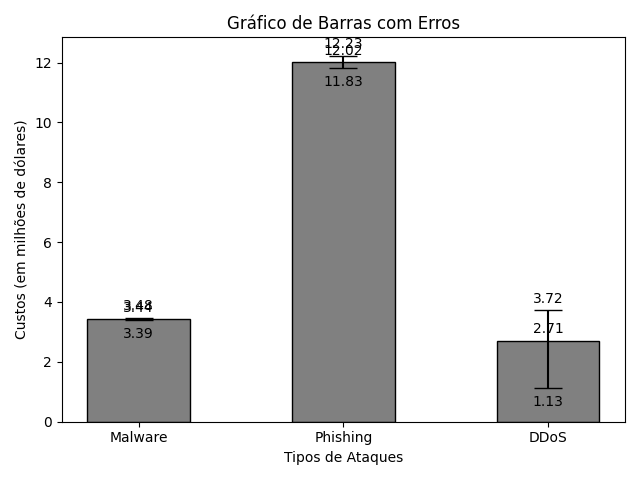 Gráfico de Barras com Erros
Custos (em milhões de dólares)
12
10
8
6
4
2
0
3.48
3.44
3.39
12.23
12.02
11.83
3.72
2.71
1.13
Malware
Phishing
DDoS
Tipos de Ataques